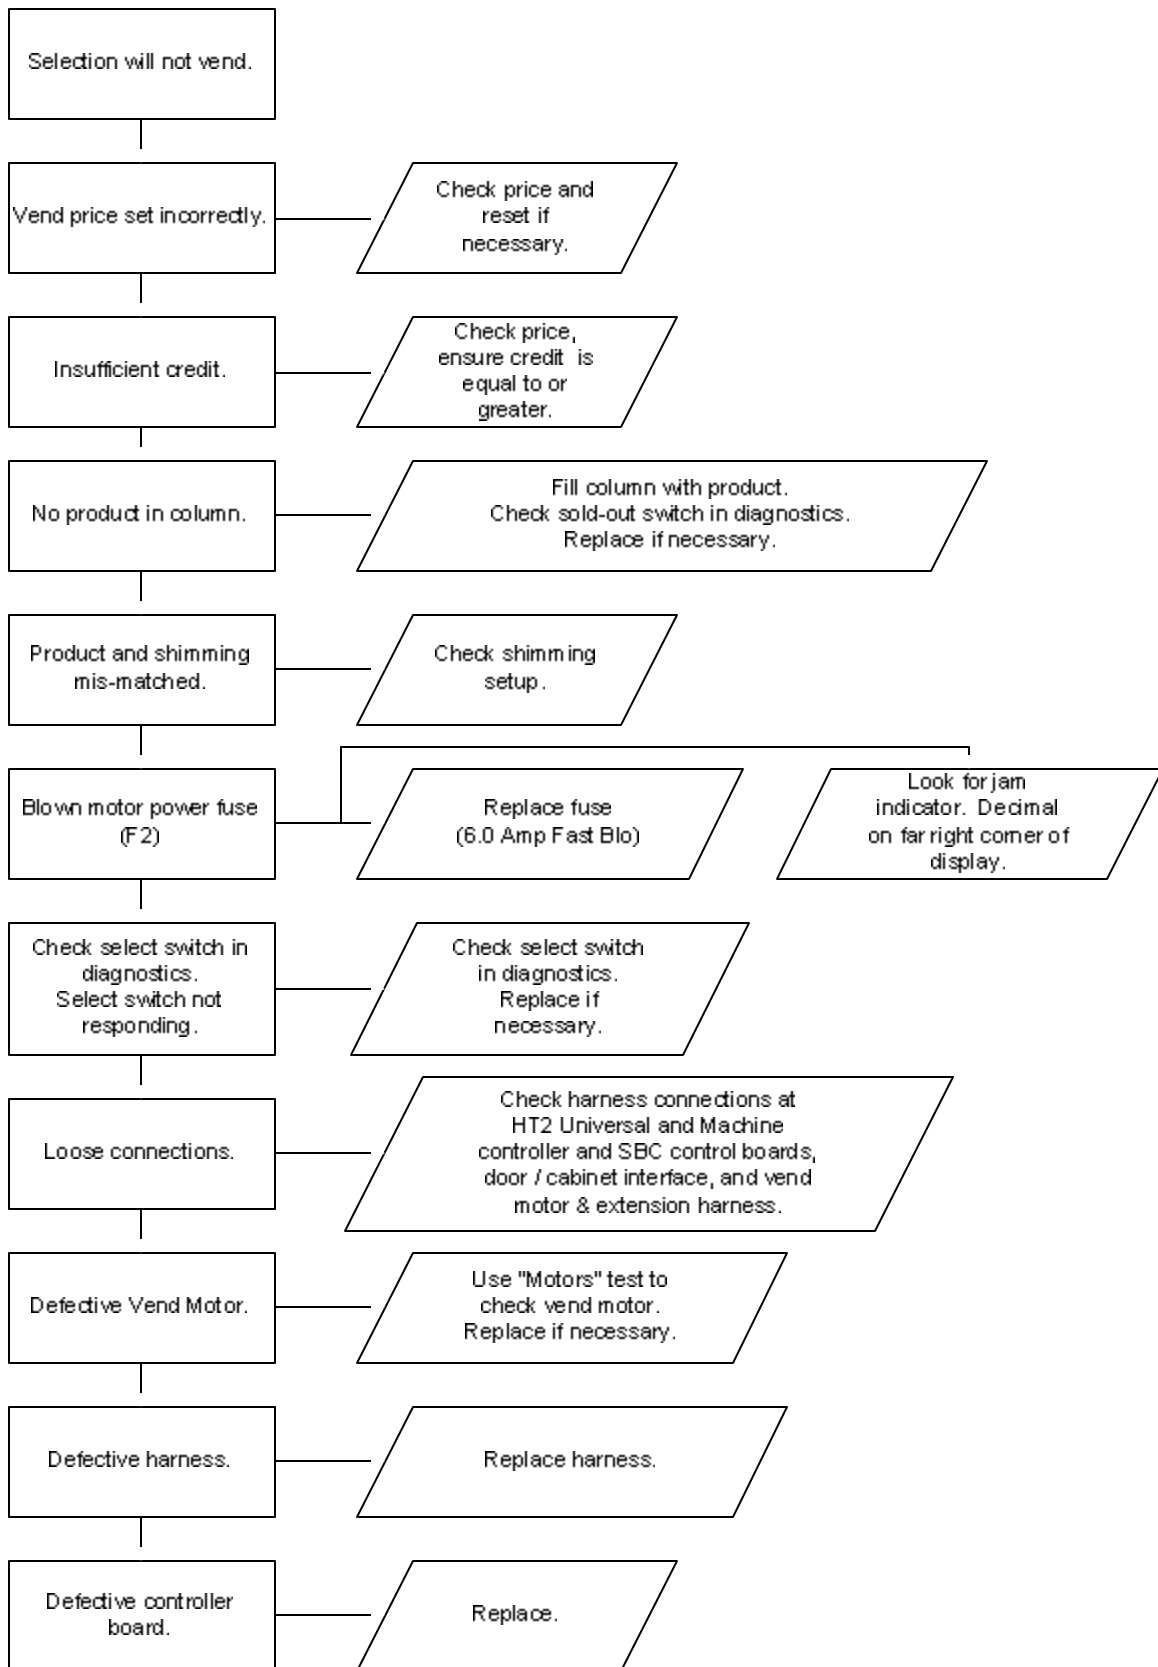 Selection will not vend.
Vend price set incorrectly.
Check price and
reset if
necessary.
Insufficient credit.
Check price,
ensure credit is
equal to or
greater.
No product in column.
Fill column with product.
Check sold-out switch in diagnostics.
Replace if necessary.
Product and shimming
mis-matched.
Check shimming
setup.
Blown motor power fuse
(F2)
Replace fuse
(6.0 Amp Fast Blo)
Look for jam
indicator. Decimal
on far right corner of
display.
Check select switch in
diagnostics.
Select switch not
responding.
Check select switch
in diagnostics.
Replace if
necessary.
Loose connections.
Check harness connections at
HT2 Universal and Machine
controller and SBC control boards,
door / cabinet interface, and vend
motor & extension harness.
Defective Vend Motor.
Use "Motors" test to
check vend motor.
Replace if necessary.
Defective harness.
Replace harness.
Defective controller
board.
Replace.